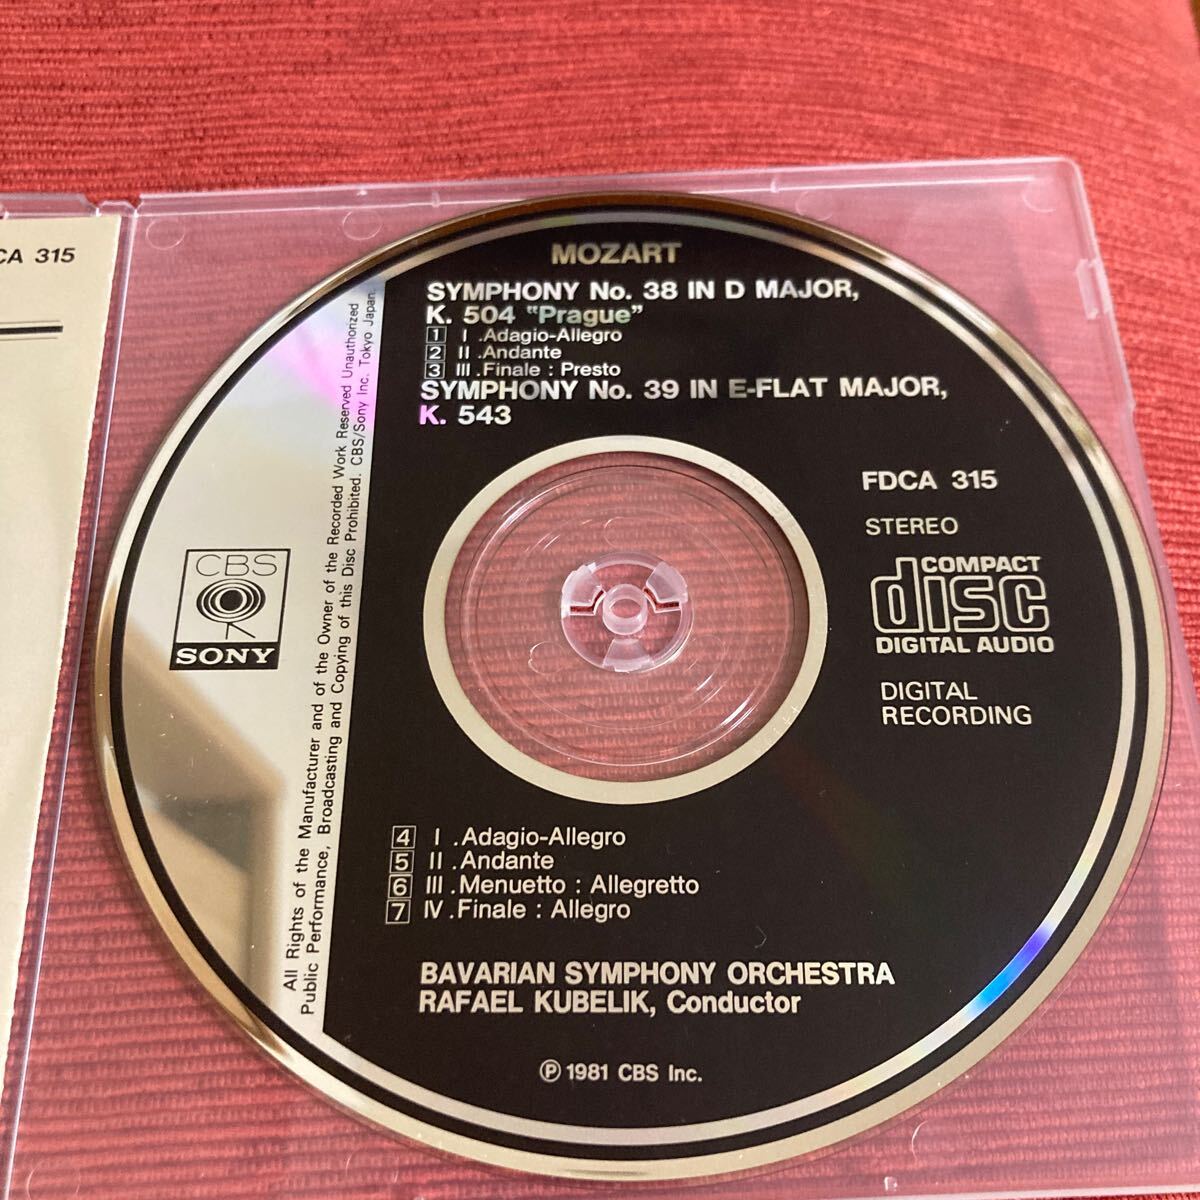 CA 315
MOZART
SYMPHONY No. 38 IN D MAJOR,
K. 504 "Prague"
1 I .Adagio-Allegro
2 II .Andante
3 III.Finale : Presto
SYMPHONY No. 39 IN E-FLAT MAJOR,
K. 543
FDCA 315
STEREO
COMPACT
disc
DIGITAL AUDIO
DIGITAL
RECORDING
CBS
SONY
All Rights of the Manufacturer and of the Owner of the Recorded Work Reserved Unauthorized
Public Performance, Broadcasting and Copying of this Disc Prohibited. CBS/Sony Inc. Tokyo Japan.
4 I .Adagio-Allegro
5 II .Andante
6 III.Menuetto : Allegretto
7 IV .Finale : Allegro
BAVARIAN SYMPHONY ORCHESTRA
RAFAEL KUBELIK, Conductor
Ⓟ 1981 CBS Inc.